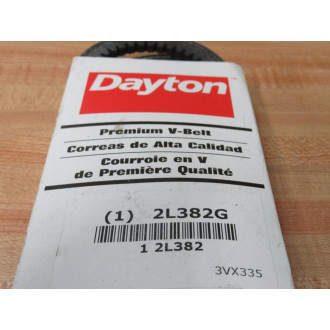 Dayton
Premium V-Belt
Correas de Alta Calidad
Courroie en V
de Première Qualité
(1) 2L382G
1 2L382
3VX335